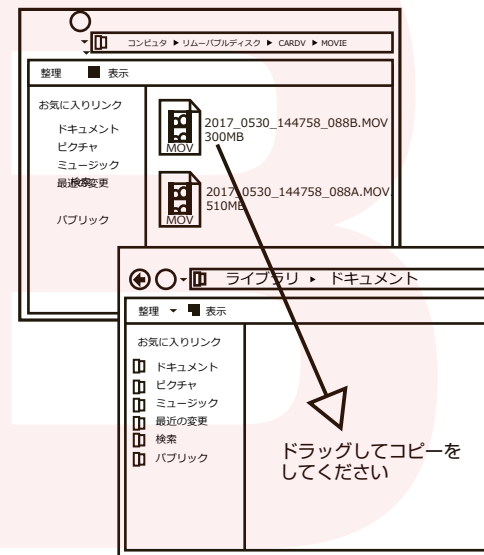 コンピュタ ▶ リムーバブルディスク ▶ CARDV ▶ MOVIE
整理 表示
お気に入りリンク
ドキュメント
ピクチャ
ミュージック
最近の変更
検索
パブリック
MOV
2017_0530_144758_088B.MOV
300MB
MOV
2017_0530_144758_088A.MOV
510MB
ライブラリ ▸ ドキュメント
整理 ▼ 表示
お気に入りリンク
ドキュメント
ピクチャ
ミュージック
最近の変更
検索
パブリック
ドラッグしてコピーを
してください